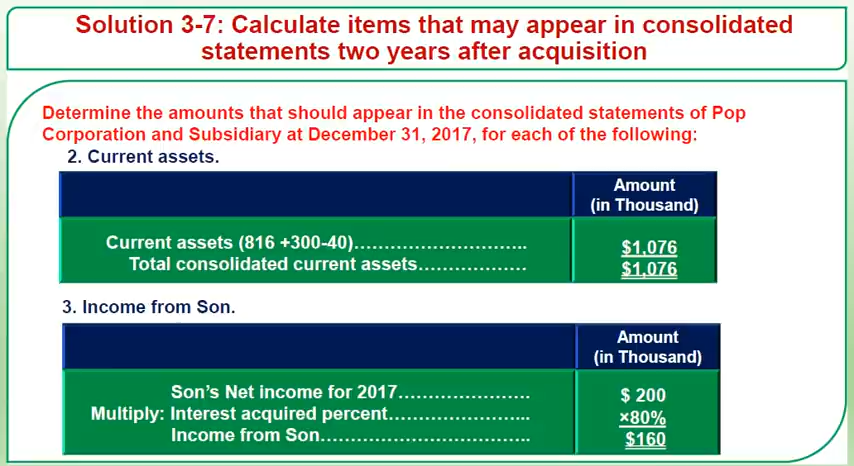 Solution 3-7: Calculate items that may appear in consolidated
statements two years after acquisition
Determine the amounts that should appear in the consolidated statements of Pop
Corporation and Subsidiary at December 31, 2017, for each of the following:
2. Current assets.
Amount
(in Thousand)
Current assets (816 +300-40)……………………….. $1,076
Total consolidated current assets……………… $1,076
3. Income from Son.
Amount
(in Thousand)
Son's Net income for 2017…………………. $ 200
Multiply: Interest acquired percent…………………... ×80%
Income from Son…………………………….. $160